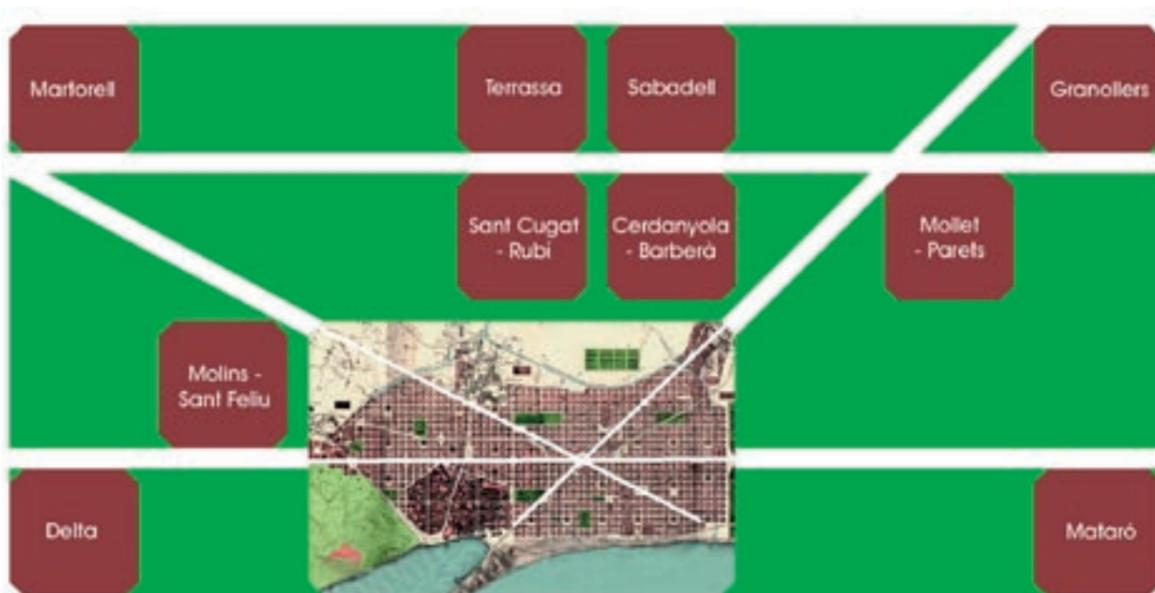 Martorell
Terrassa
Sabadell
Granollers
Sant Cugat
- Rubí
Cerdanyola
- Barberà
Mollet
- Parets
Molins -
Sant Feliu
Delta
Mataró